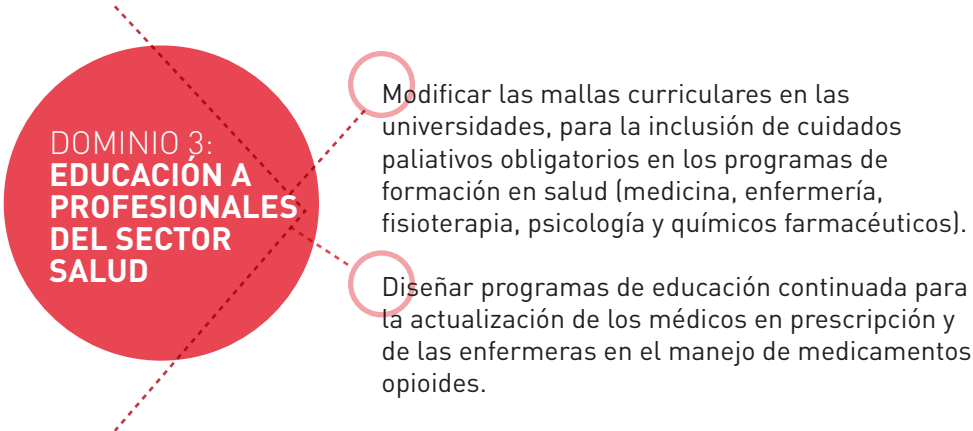 DOMINIO 3:
EDUCACIÓN A
PROFESIONALES
DEL SECTOR
SALUD
Modificar las mallas curriculares en las
universidades, para la inclusión de cuidados
paliativos obligatorios en los programas de
formación en salud (medicina, enfermería,
fisioterapia, psicología y químicos farmacéuticos).
Diseñar programas de educación continuada para
la actualización de los médicos en prescripción y
de las enfermeras en el manejo de medicamentos
opioides.